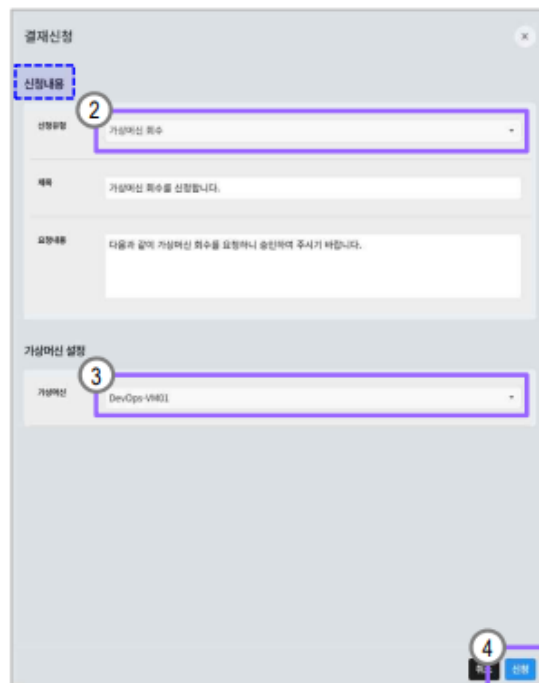 결재신청
×
신청내용
②
신청유형
가상머신 회수
제목
가상머신 회수를 신청합니다.
요청내용
다음과 같이 가상머신 회수를 요청하니 승인하여 주시기 바랍니다.
가상머신 설정
③
가상머신
DevOps-VM01
④
신청